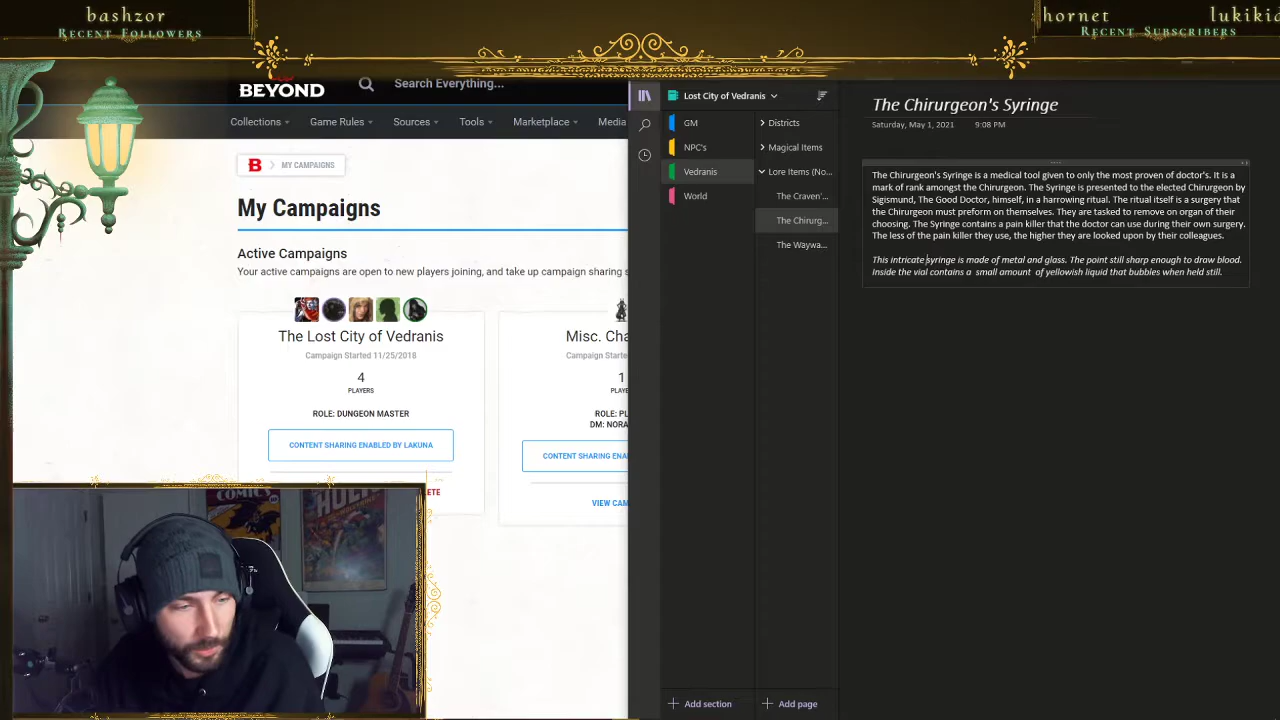 bashzor
Recent Followers
hornet lukikid
Recent Subscribers
BEYOND
Search Everything...
Collections
Game Rules
Sources
Tools
Marketplace
Media
MY CAMPAIGNS
My Campaigns
Active Campaigns
Your active campaigns are open to new players joining, and take up campaign sharing s
The Lost City of Vedranis
Campaign Started 11/25/2018
4
PLAYERS
ROLE: DUNGEON MASTER
CONTENT SHARING ENABLED BY LAKUNA
ETE
Misc. Cha
Campaign Starte
1
PLAYE
ROLE: PL
DM: NORA
CONTENT SHARING ENA
VIEW CAM
Lost City of Vedranis
GM
NPC's
Vedranis
World
Districts
Magical Items
Lore Items (No...
The Craven'...
The Chirurg...
The Waywa...
Add section
Add page
The Chirurgeon's Syringe
Saturday, May 1, 2021 9:08 PM
The Chirurgeon's Syringe is a medical tool given to only the most proven of doctor's. It is a
mark of rank amongst the Chirurgeon. The Syringe is presented to the elected Chirurgeon by
Sigismund, The Good Doctor, himself, in a harrowing ritual. The ritual itself is a surgery that
the Chirurgeon must preform on themselves. They are tasked to remove on organ of their
choosing. The Syringe contains a pain killer that the doctor can use during their own surgery.
The less of the pain killer they use, the higher they are looked upon by their colleagues.
This intricate syringe is made of metal and glass. The point still sharp enough to draw blood.
Inside the vial contains a small amount of yellowish liquid that bubbles when held still.
COMICS
HULK